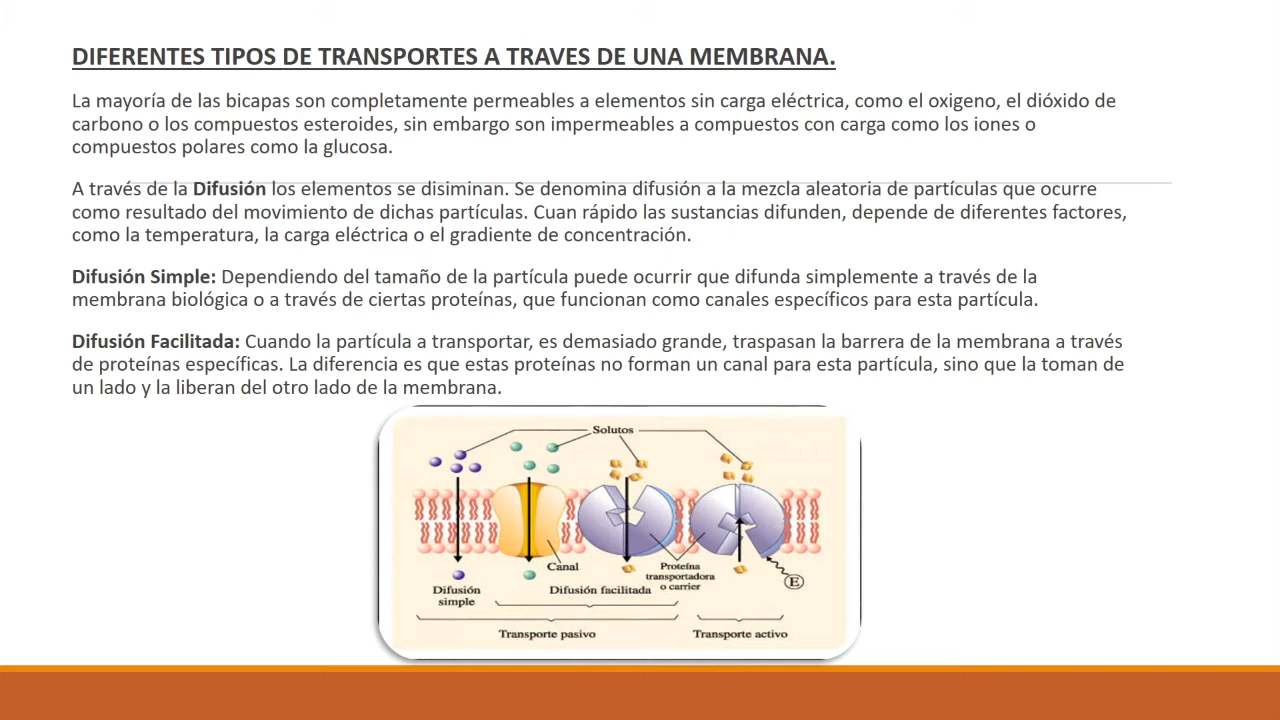 DIFERENTES TIPOS DE TRANSPORTES A TRAVES DE UNA MEMBRANA.
La mayoría de las bicapas son completamente permeables a elementos sin carga eléctrica, como el oxigeno, el dióxido de
carbono o los compuestos esteroides, sin embargo son impermeables a compuestos con carga como los iones o
compuestos polares como la glucosa.
A través de la Difusión los elementos se disiminan. Se denomina difusión a la mezcla aleatoria de partículas que ocurre
como resultado del movimiento de dichas partículas. Cuan rápido las sustancias difunden, depende de diferentes factores,
como la temperatura, la carga eléctrica o el gradiente de concentración.
Difusión Simple: Dependiendo del tamaño de la partícula puede ocurrir que difunda simplemente a través de la
membrana biológica o a través de ciertas proteínas, que funcionan como canales específicos para esta partícula.
Difusión Facilitada: Cuando la partícula a transportar, es demasiado grande, traspasan la barrera de la membrana a través
de proteínas específicas. La diferencia es que estas proteínas no forman un canal para esta partícula, sino que la toman de
un lado y la liberan del otro lado de la membrana.
Solutos
Canal
Proteína
transportadora
o carrier
E
Difusión
simple
Difusión facilitada
Transporte pasivo
Transporte activo